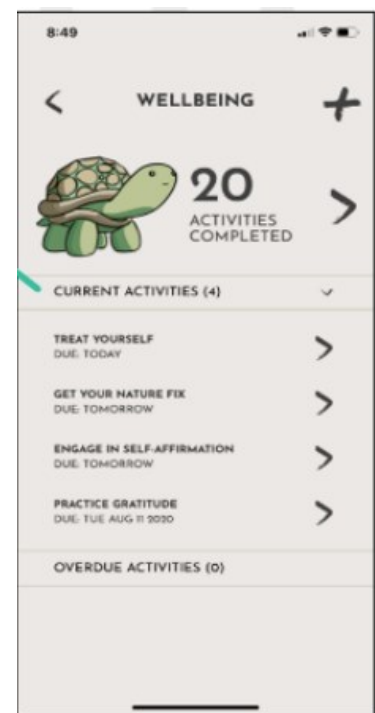 8:49
WELLBEING
20
ACTIVITIES
COMPLETED
CURRENT ACTIVITIES (4)
TREAT YOURSELF
DUE: TODAY
GET YOUR NATURE FIX
DUE: TOMORROW
ENGAGE IN SELF-AFFIRMATION
DUE: TOMORROW
PRACTICE GRATITUDE
DUE: TUE AUG 11 2020
OVERDUE ACTIVITIES (0)